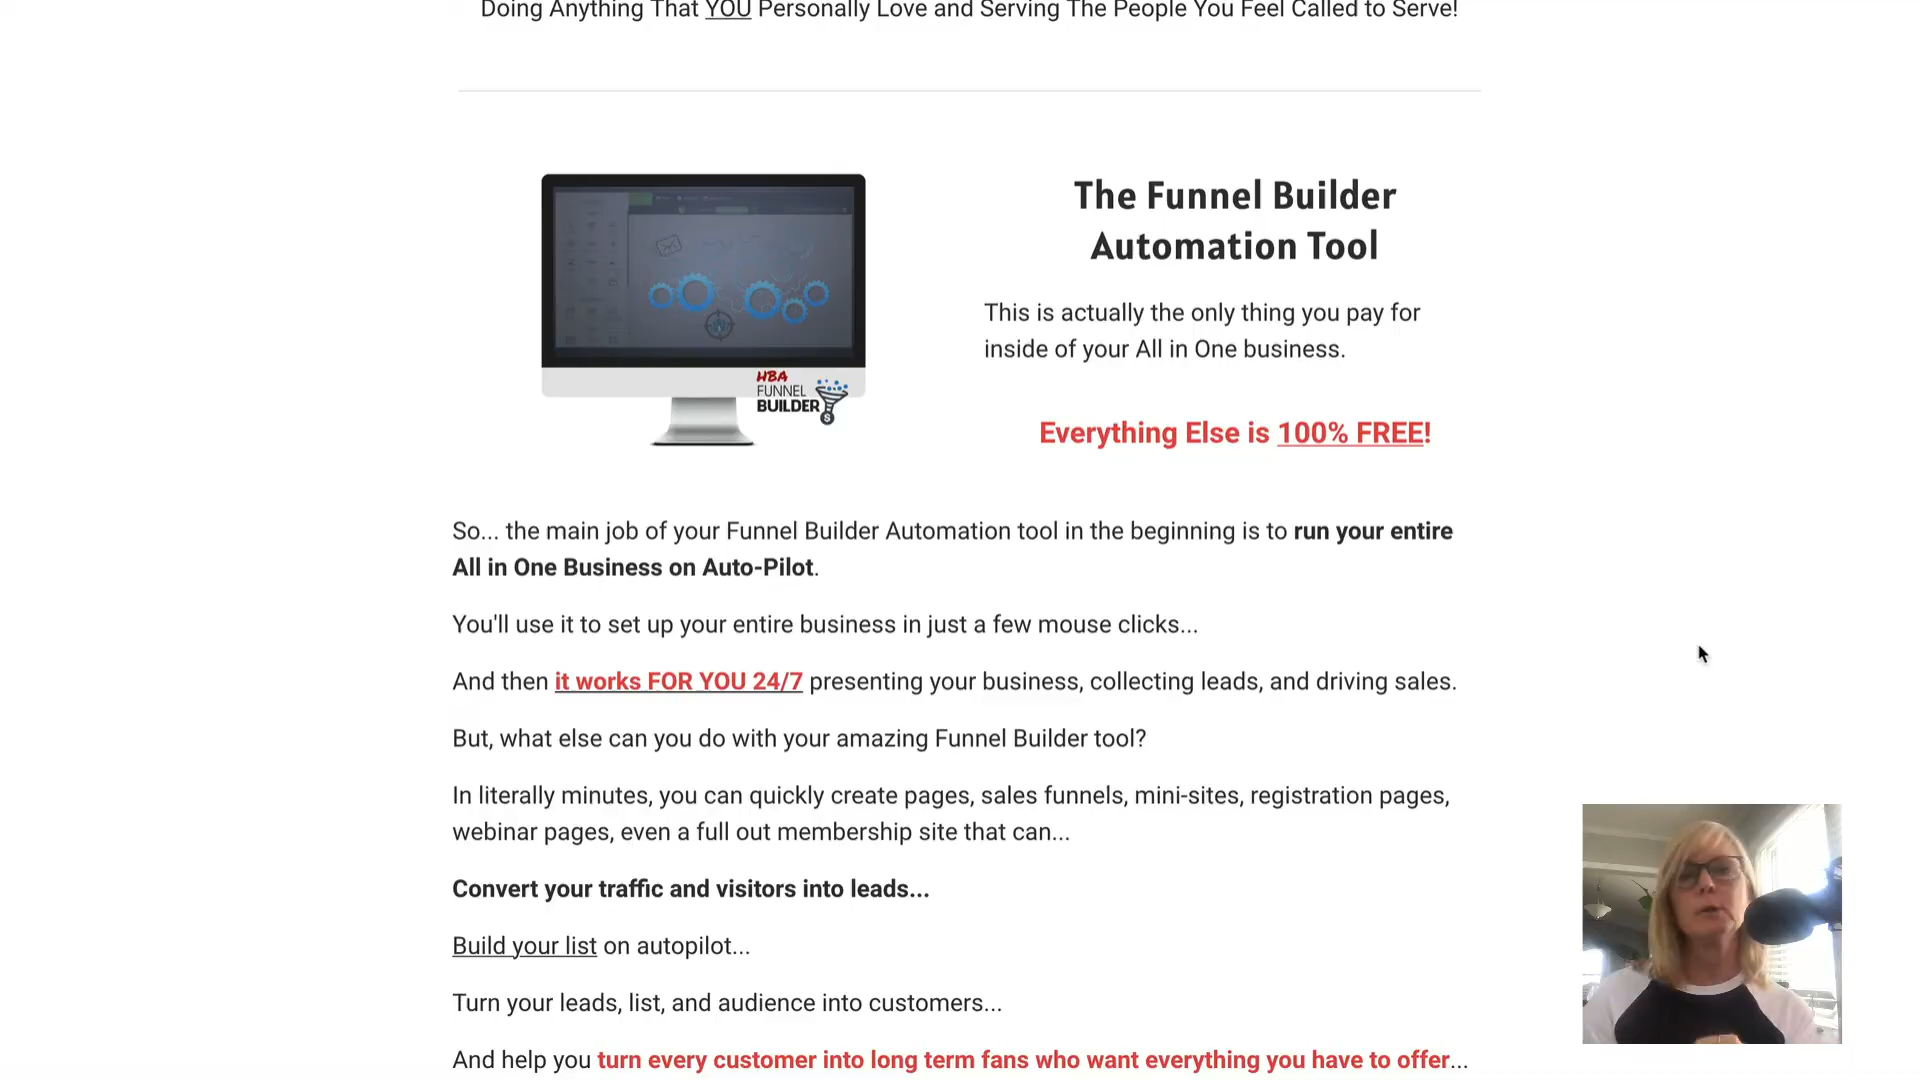 Doing Anything That YOU Personally Love and Serving The People You Feel Called to Serve!
The Funnel Builder
Automation Tool
This is actually the only thing you pay for
inside of your All in One business.
HBA
FUNNEL
BUILDER
Everything Else is 100% FREE!
So... the main job of your Funnel Builder Automation tool in the beginning is to run your entire
All in One Business on Auto-Pilot.
You'll use it to set up your entire business in just a few mouse clicks...
And then it works FOR YOU 24/7 presenting your business, collecting leads, and driving sales.
But, what else can you do with your amazing Funnel Builder tool?
In literally minutes, you can quickly create pages, sales funnels, mini-sites, registration pages,
webinar pages, even a full out membership site that can...
Convert your traffic and visitors into leads...
Build your list on autopilot...
Turn your leads, list, and audience into customers...
And help you turn every customer into long term fans who want everything you have to offer...